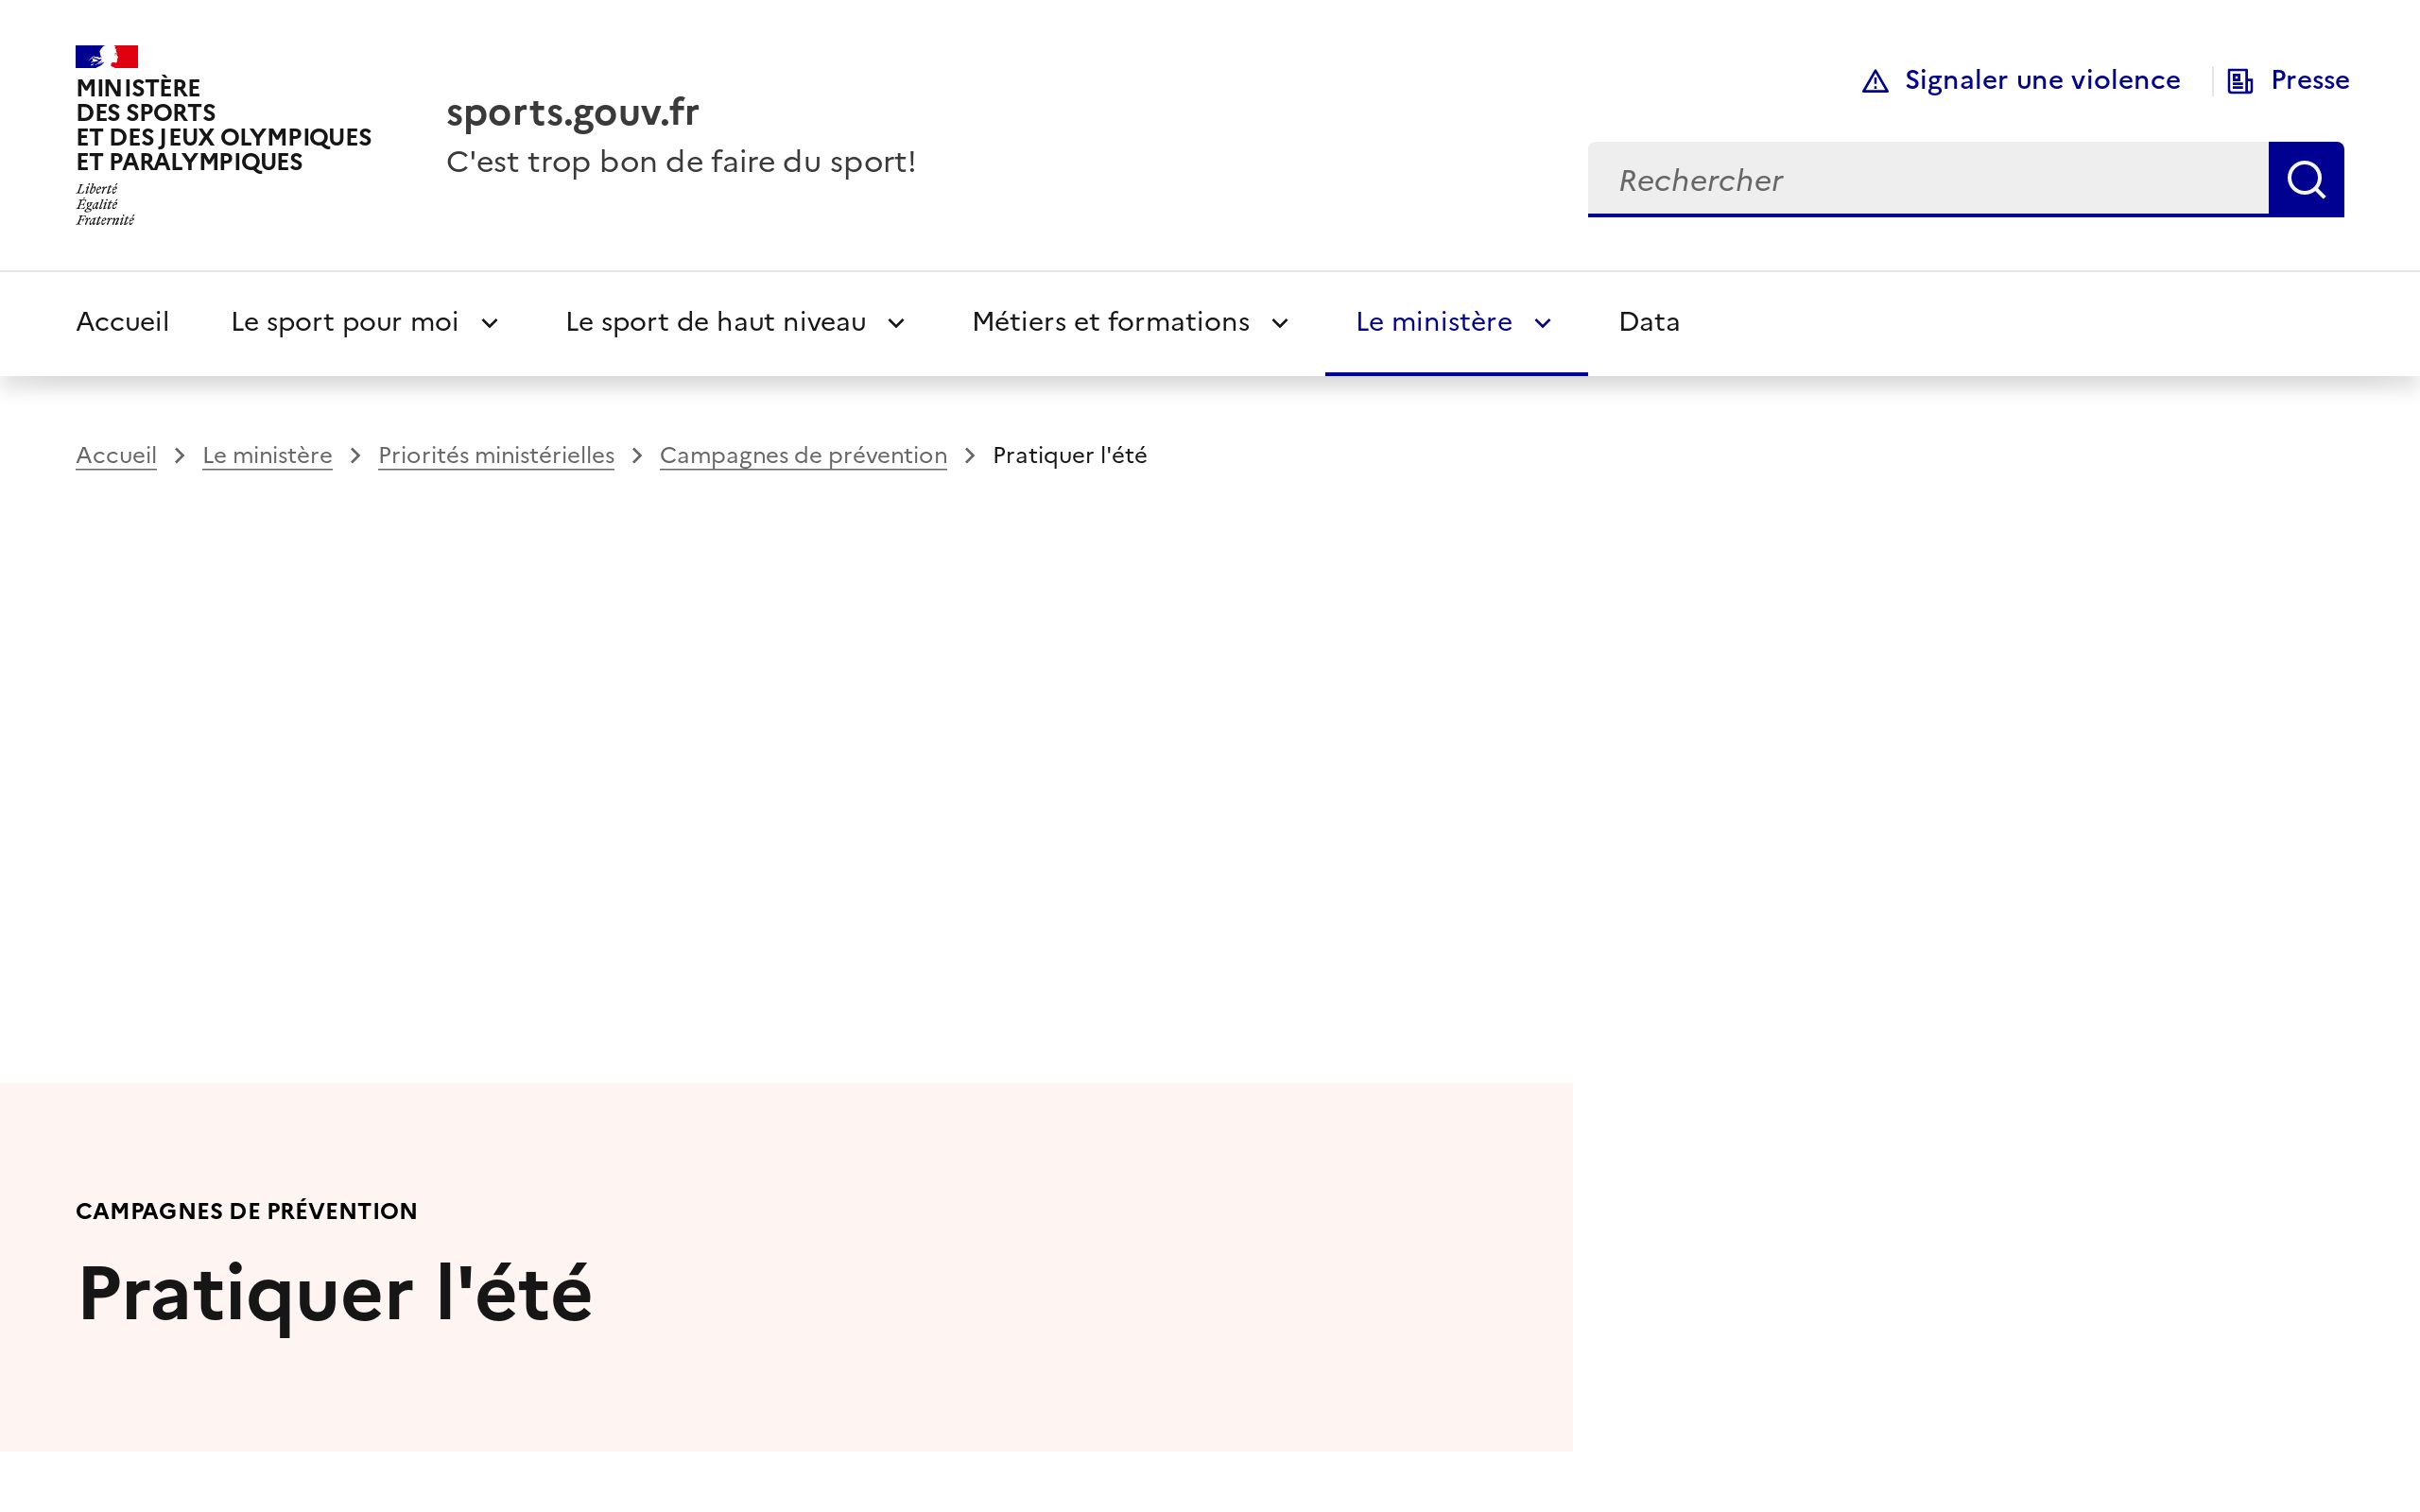 MINISTÈRE
DES SPORTS
ET DES JEUX OLYMPIQUES
ET PARALYMPIQUES
Liberté
Égalité
Fraternité
sports.gouv.fr
C'est trop bon de faire du sport!
Signaler une violence
Presse
Rechercher
Accueil
Le sport pour moi
Le sport de haut niveau
Métiers et formations
Le ministère
Data
Accueil
Le ministère
Priorités ministérielles
Campagnes de prévention
Pratiquer l'été
CAMPAGNES DE PRÉVENTION
Pratiquer l'été